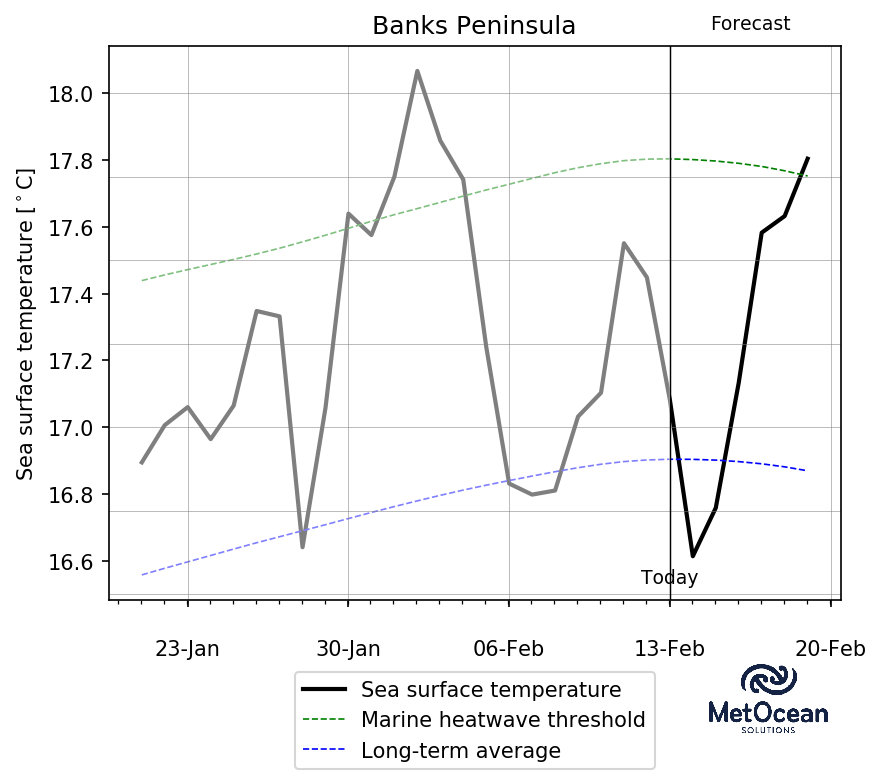 Banks Peninsula
Forecast
Sea surface temperature [°C]
18.0
17.8
17.6
17.4
17.2
17.0
16.8
16.6
Today
23-Jan 30-Jan 06-Feb 13-Feb 20-Feb
Sea surface temperature
Marine heatwave threshold
Long-term average
MetOcean
SOLUTIONS